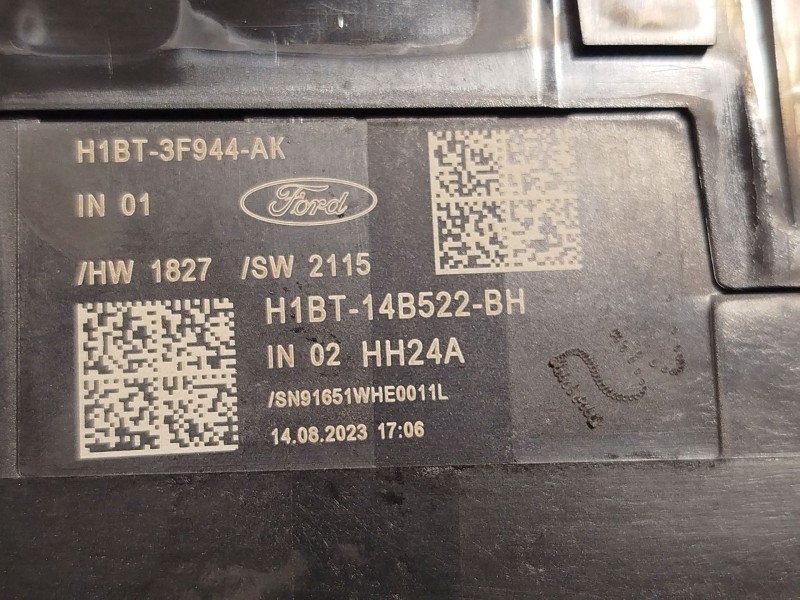 H1BT-3F944-AK
IN 01
Ford
/HW 1827 /SW 2115
H1BT-14B522-BH
IN 02 HH24A
/SN91651WHE0011L
14.08.2023 17:06